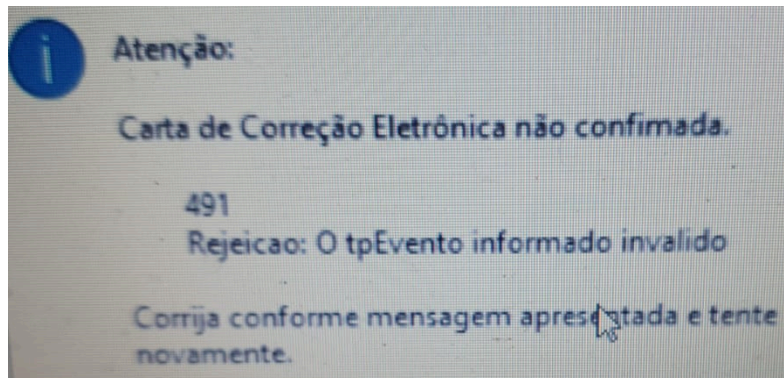 Atenção:
Carta de Correção Eletrônica não confimada.
491
Rejeicao: O tpEvento informado invalido
Corrija conforme mensagem apresentada e tente
novamente.